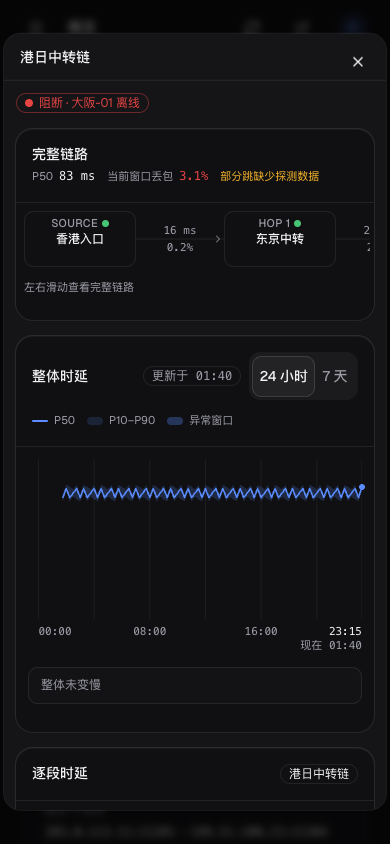 港日中转链
阻断 · 大阪-01 离线
完整链路
P50 83 ms 当前窗口丢包 3.1% 部分跳缺少探测数据
SOURCE
香港入口
16 ms
0.2%
HOP 1
东京中转
左右滑动查看完整链路
整体时延
更新于 01:40
24 小时
7 天
P50
P10–P90
异常窗口
00:00
08:00
16:00
23:15
现在 01:40
整体未变慢
逐段时延
港日中转链